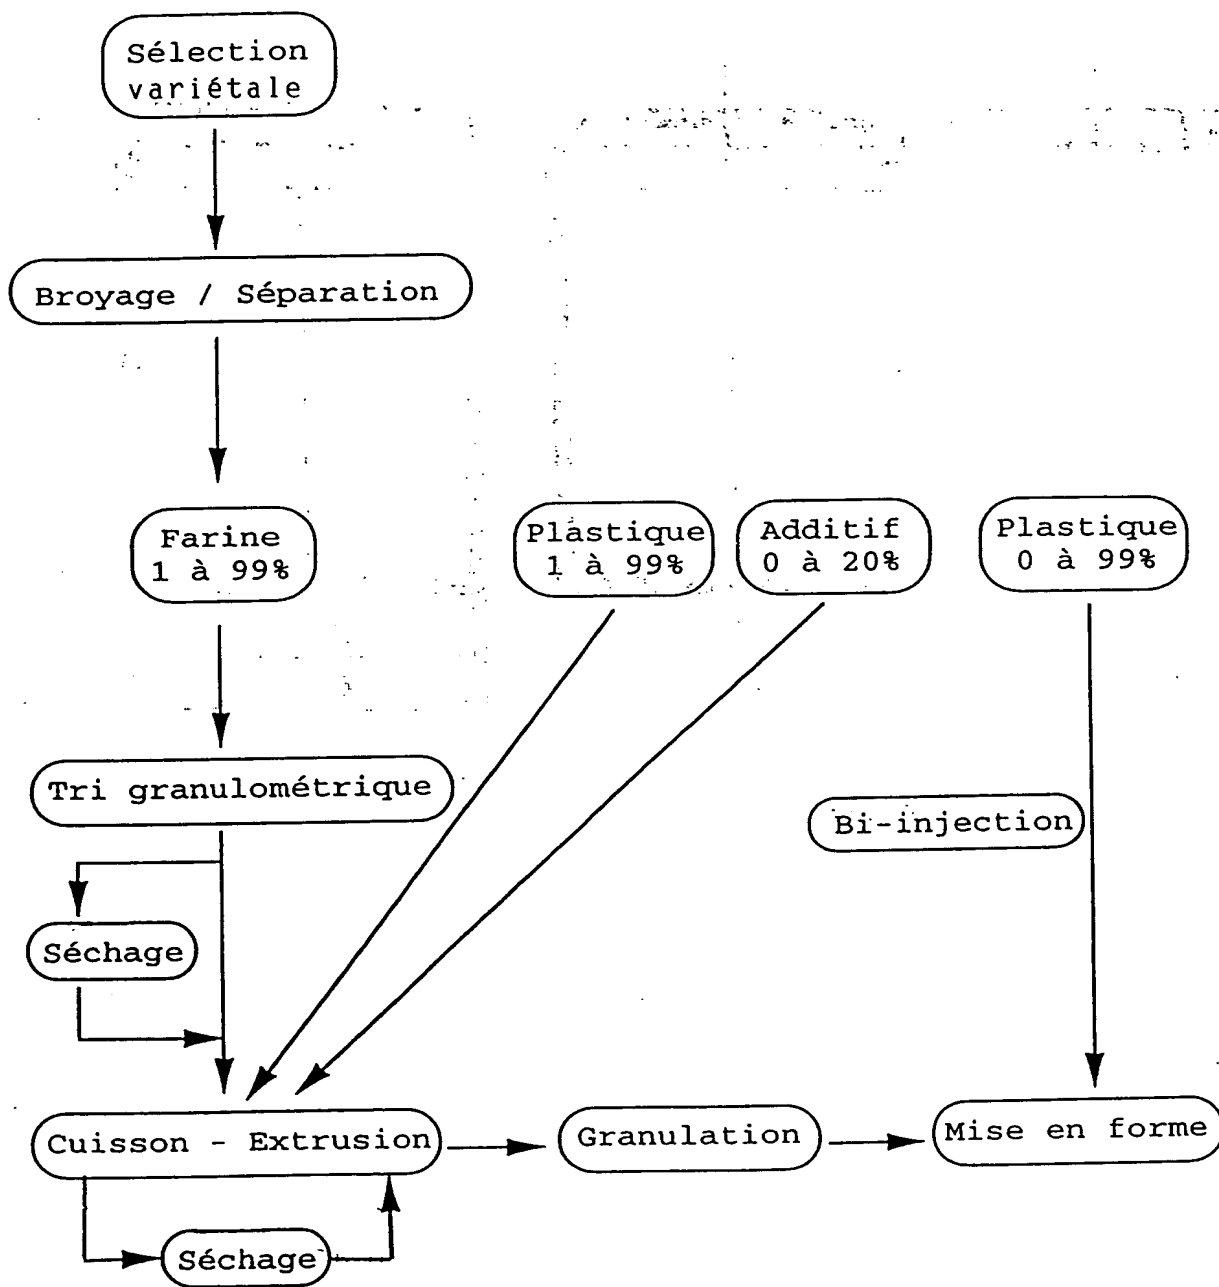 Sélection
variétale
Broyage / Séparation
Farine
1 à 99%
Plastique
1 à 99%
Additif
0 à 20%
Plastique
0 à 99%
Tri granulométrique
Bi-injection
Séchage
Cuisson - Extrusion
Granulation
Mise en forme
Séchage